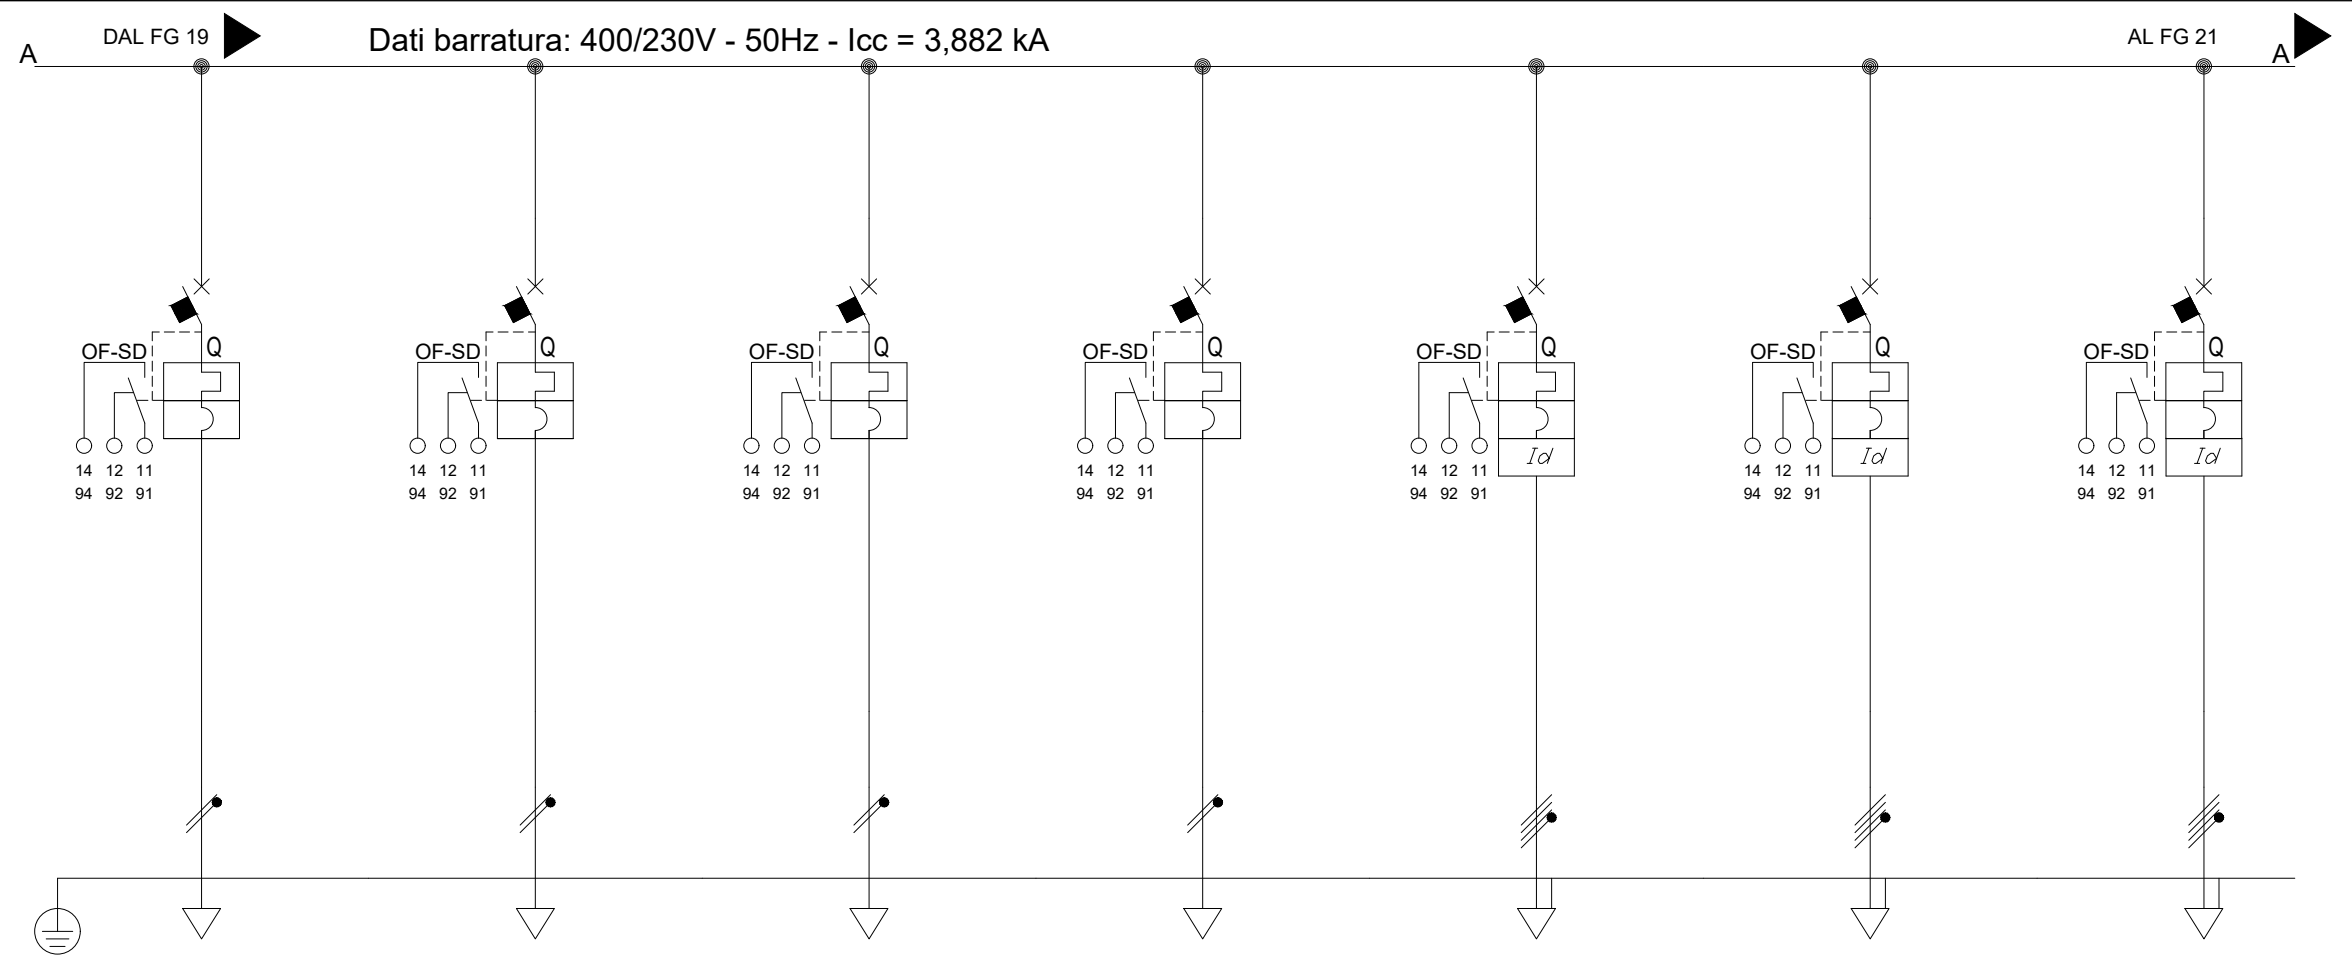 DAL FG 19
Dati barratura: 400/230V - 50Hz - Icc = 3,882 kA
AL FG 21
A
A
OF-SD Q OF-SD Q OF-SD Q OF-SD Q OF-SD Q OF-SD Q OF-SD Q
Id Id Id
14 12 11 14 12 11 14 12 11 14 12 11 14 12 11 14 12 11 14 12 11
94 92 91 94 92 91 94 92 91 94 92 91 94 92 91 94 92 91 94 92 91